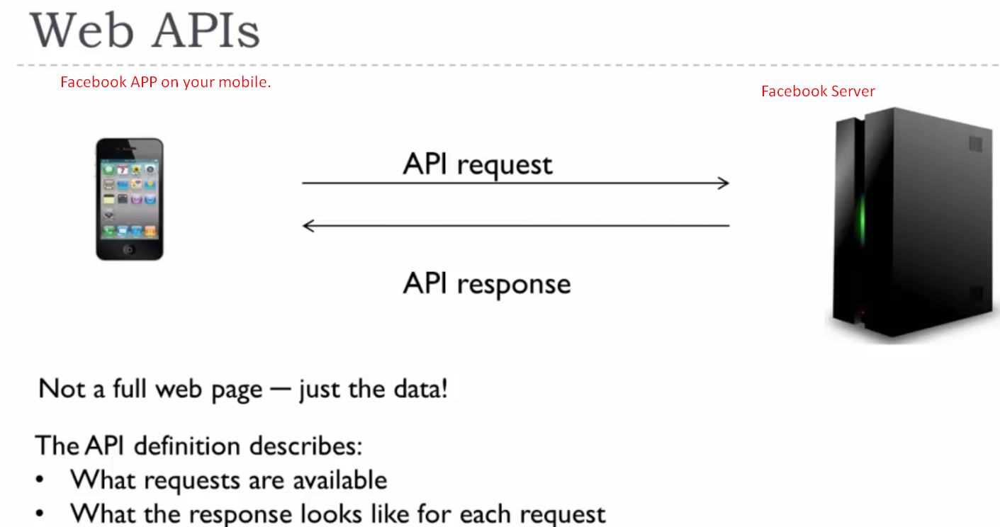 Web APIs
Facebook APP on your mobile.
Facebook Server
API request
API response
Not a full web page — just the data!
The API definition describes:
• What requests are available
• What the response looks like for each request